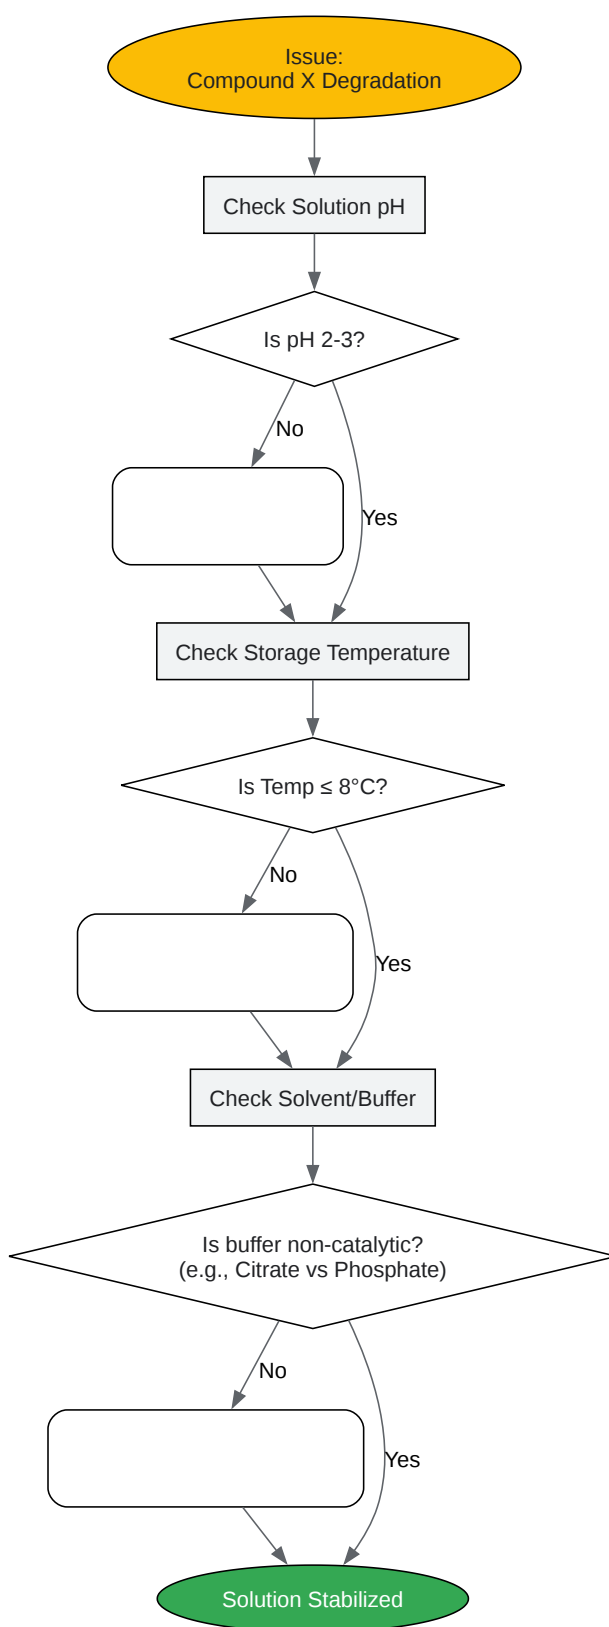 Issue:
Compound X Degradation
Check Solution pH
Is pH 2-3?
No
Yes
Check Storage Temperature
Is Temp ≤ 8°C?
No
Yes
Check Solvent/Buffer
Is buffer non-catalytic?
(e.g., Citrate vs Phosphate)
No
Yes
Solution Stabilized